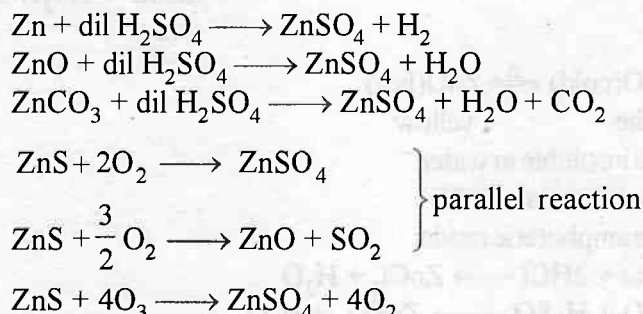 Zn + dil H₂SO₄ ⟶ ZnSO₄ + H₂
ZnO + dil H₂SO₄ ⟶ ZnSO₄ + H₂O
ZnCO₃ + dil H₂SO₄ ⟶ ZnSO₄ + H₂O + CO₂
ZnS + 2O₂ ⟶ ZnSO₄
parallel reaction
ZnS + 3/2 O₂ ⟶ ZnO + SO₂
ZnS + 4O₃ ⟶ ZnSO₄ + 4O₂